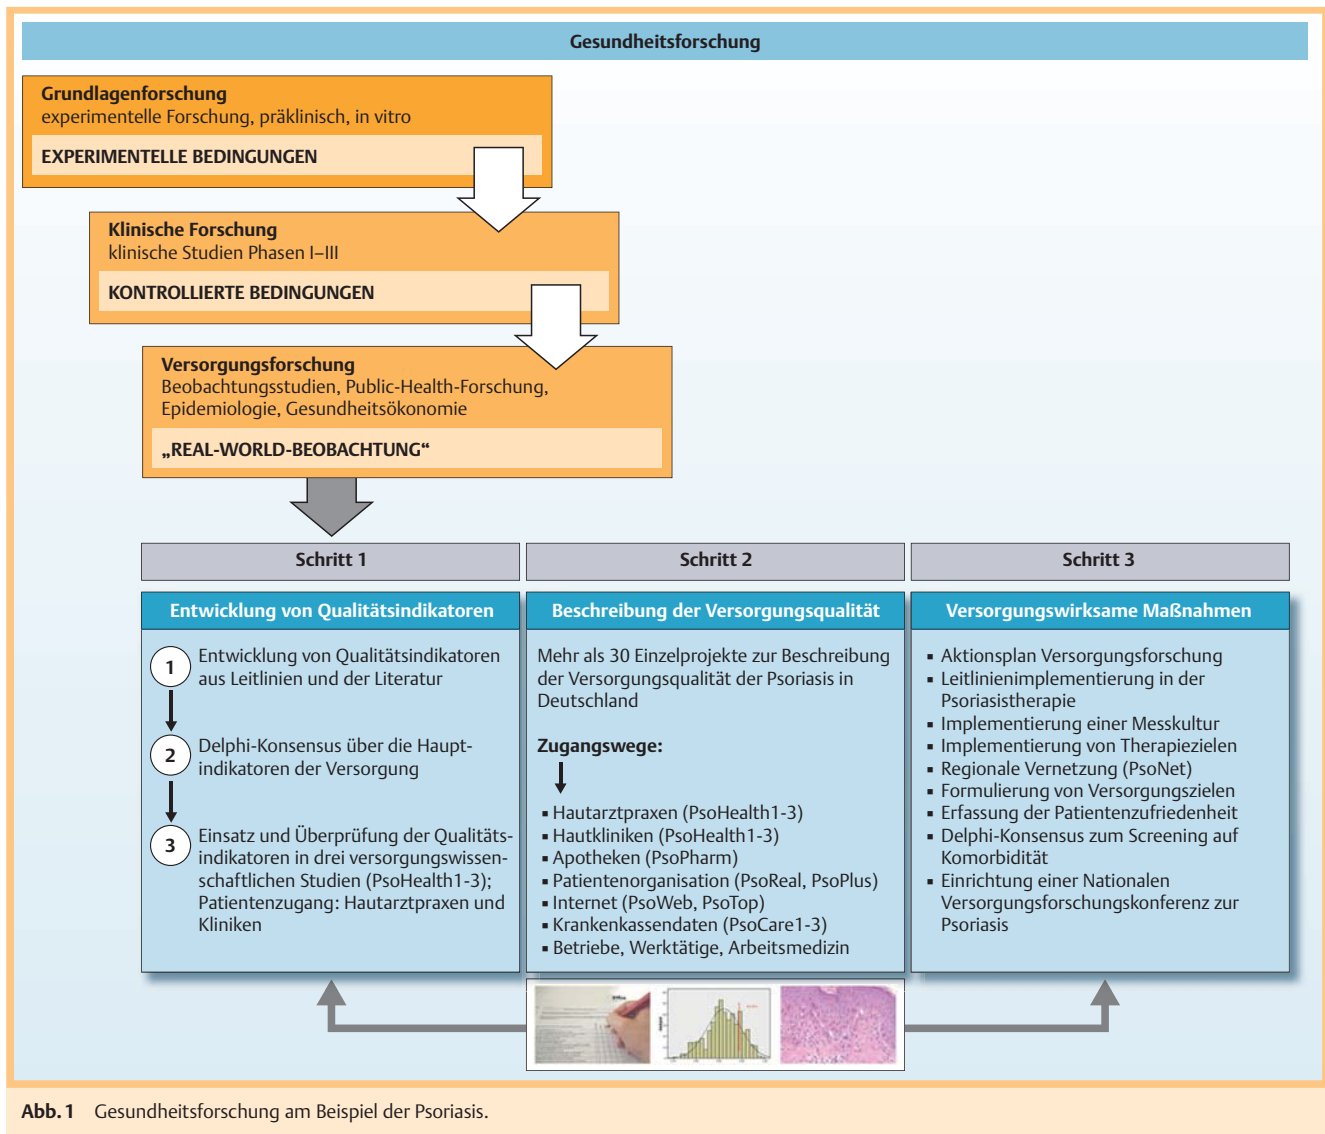 Gesundheitsforschung
Grundlagenforschung
experimentelle Forschung, präklinisch, in vitro
EXPERIMENTELLE BEDINGUNGEN
Klinische Forschung
klinische Studien Phasen I–III
KONTROLLIERTE BEDINGUNGEN
Versorgungsforschung
Beobachtungsstudien, Public-Health-Forschung,
Epidemiologie, Gesundheitsökonomie
„REAL-WORLD-BEOBACHTUNG“
Schritt 1
Entwicklung von Qualitätsindikatoren
1
Entwicklung von Qualitätsindikatoren
aus Leitlinien und der Literatur
2
Delphi-Konsensus über die Haupt-
indikatoren der Versorgung
3
Einsatz und Überprüfung der Qualitäts-
indikatoren in drei versorgungswissen-
schaftlichen Studien (PsoHealth1-3);
Patientenzugang: Hautarztpraxen und
Kliniken
Schritt 2
Beschreibung der Versorgungsqualität
Mehr als 30 Einzelprojekte zur Beschreibung
der Versorgungsqualität der Psoriasis in
Deutschland
Zugangswege:
▪ Hautarztpraxen (PsoHealth1-3)
▪ Hautkliniken (PsoHealth1-3)
▪ Apotheken (PsoPharm)
▪ Patientenorganisation (PsoReal, PsoPlus)
▪ Internet (PsoWeb, PsoTop)
▪ Krankenkassendaten (PsoCare1-3)
▪ Betriebe, Werktätige, Arbeitsmedizin
Schritt 3
Versorgungswirksame Maßnahmen
▪ Aktionsplan Versorgungsforschung
▪ Leitlinienimplementierung in der
Psoriasistherapie
▪ Implementierung einer Messkultur
▪ Implementierung von Therapiezielen
▪ Regionale Vernetzung (PsoNet)
▪ Formulierung von Versorgungszielen
▪ Erfassung der Patientenzufriedenheit
▪ Delphi-Konsensus zum Screening auf
Komorbidität
▪ Einrichtung einer Nationalen
Versorgungsforschungskonferenz zur
Psoriasis
Abb. 1 Gesundheitsforschung am Beispiel der Psoriasis.